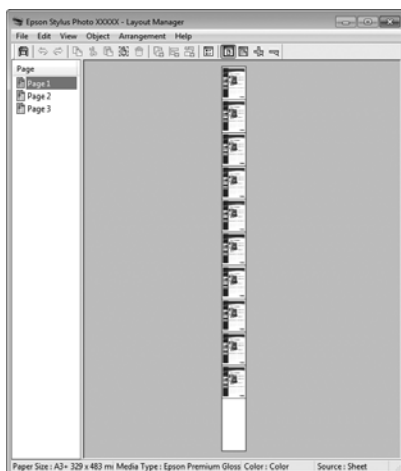 Epson Stylus Photo XXXXX - Layout Manager
File Edit View Object Arrangement Help
Page
Page 1
Page 2
Page 3
Paper Size : A3+ 329 x 483 mi Media Type : Epson Premium Gloss Color : Color Source : Sheet